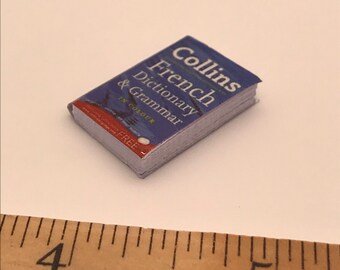 Collins
French
Dictionary
& Grammar
FREE
4
5